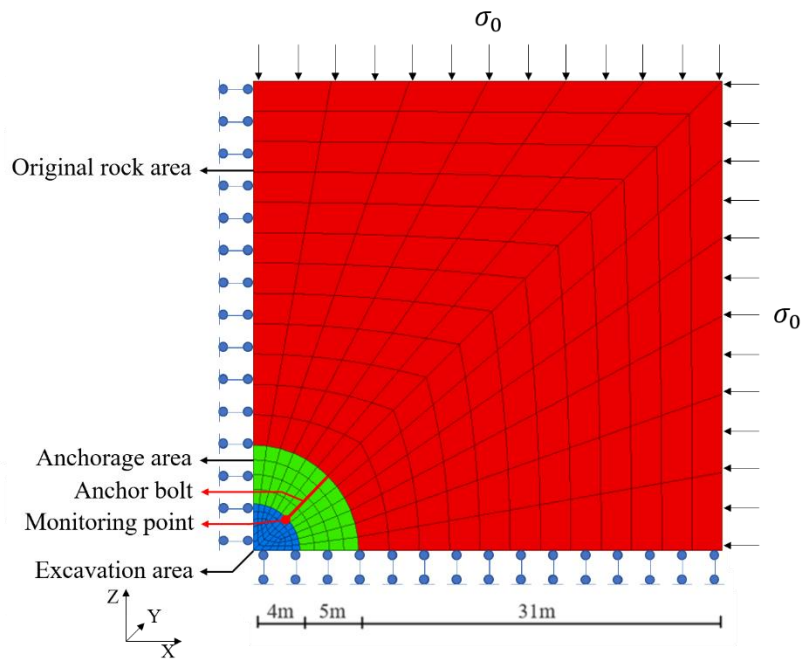 σ₀
Original rock area
σ₀
Anchorage area
Anchor bolt
Monitoring point
Excavation area
Z
Y
X
4m 5m 31m